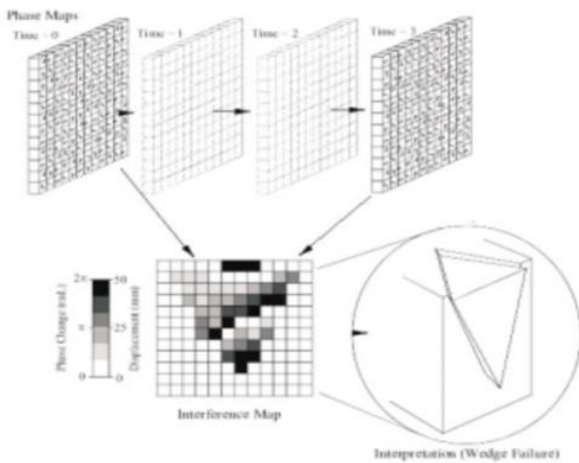 Phase Maps
Time - 0
Time - 1
Time - 2
Time - 3
Phase Change (rad.)
2π
π
0
50
25
0
Displacement (mm)
Interference Map
Interpretation (Wedge Failure)